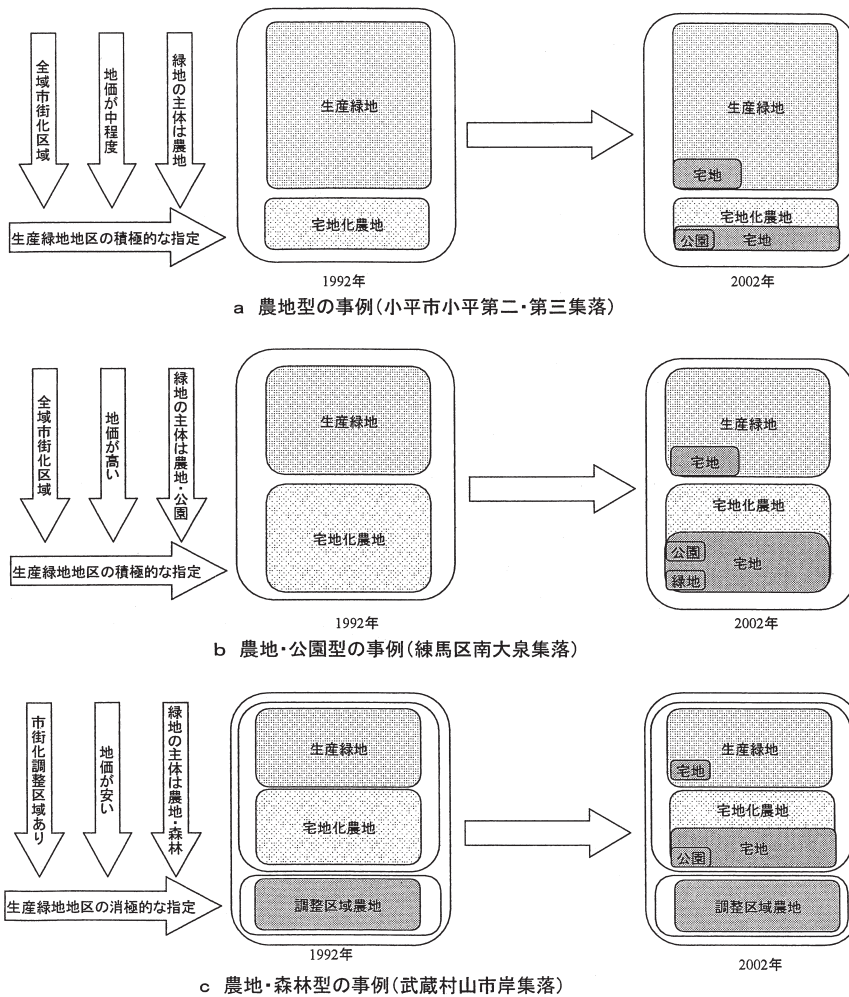 全域市街化区域
地価が中程度
緑地の主体は農地
生産緑地地区の積極的な指定
生産緑地
宅地化農地
1992年
生産緑地
宅地
宅地化農地
公園
宅地
2002年
a 農地型の事例(小平市小平第二・第三集落)
全域市街化区域
地価が高い
緑地の主体は農地・公園
生産緑地地区の積極的な指定
生産緑地
宅地化農地
1992年
生産緑地
宅地
宅地化農地
公園
宅地
緑地
2002年
b 農地・公園型の事例(練馬区南大泉集落)
市街化調整区域あり
地価が安い
緑地の主体は農地・森林
生産緑地地区の消極的な指定
生産緑地
宅地化農地
調整区域農地
1992年
生産緑地
宅地
宅地化農地
宅地
公園
調整区域農地
2002年
c 農地・森林型の事例(武蔵村山市岸集落)